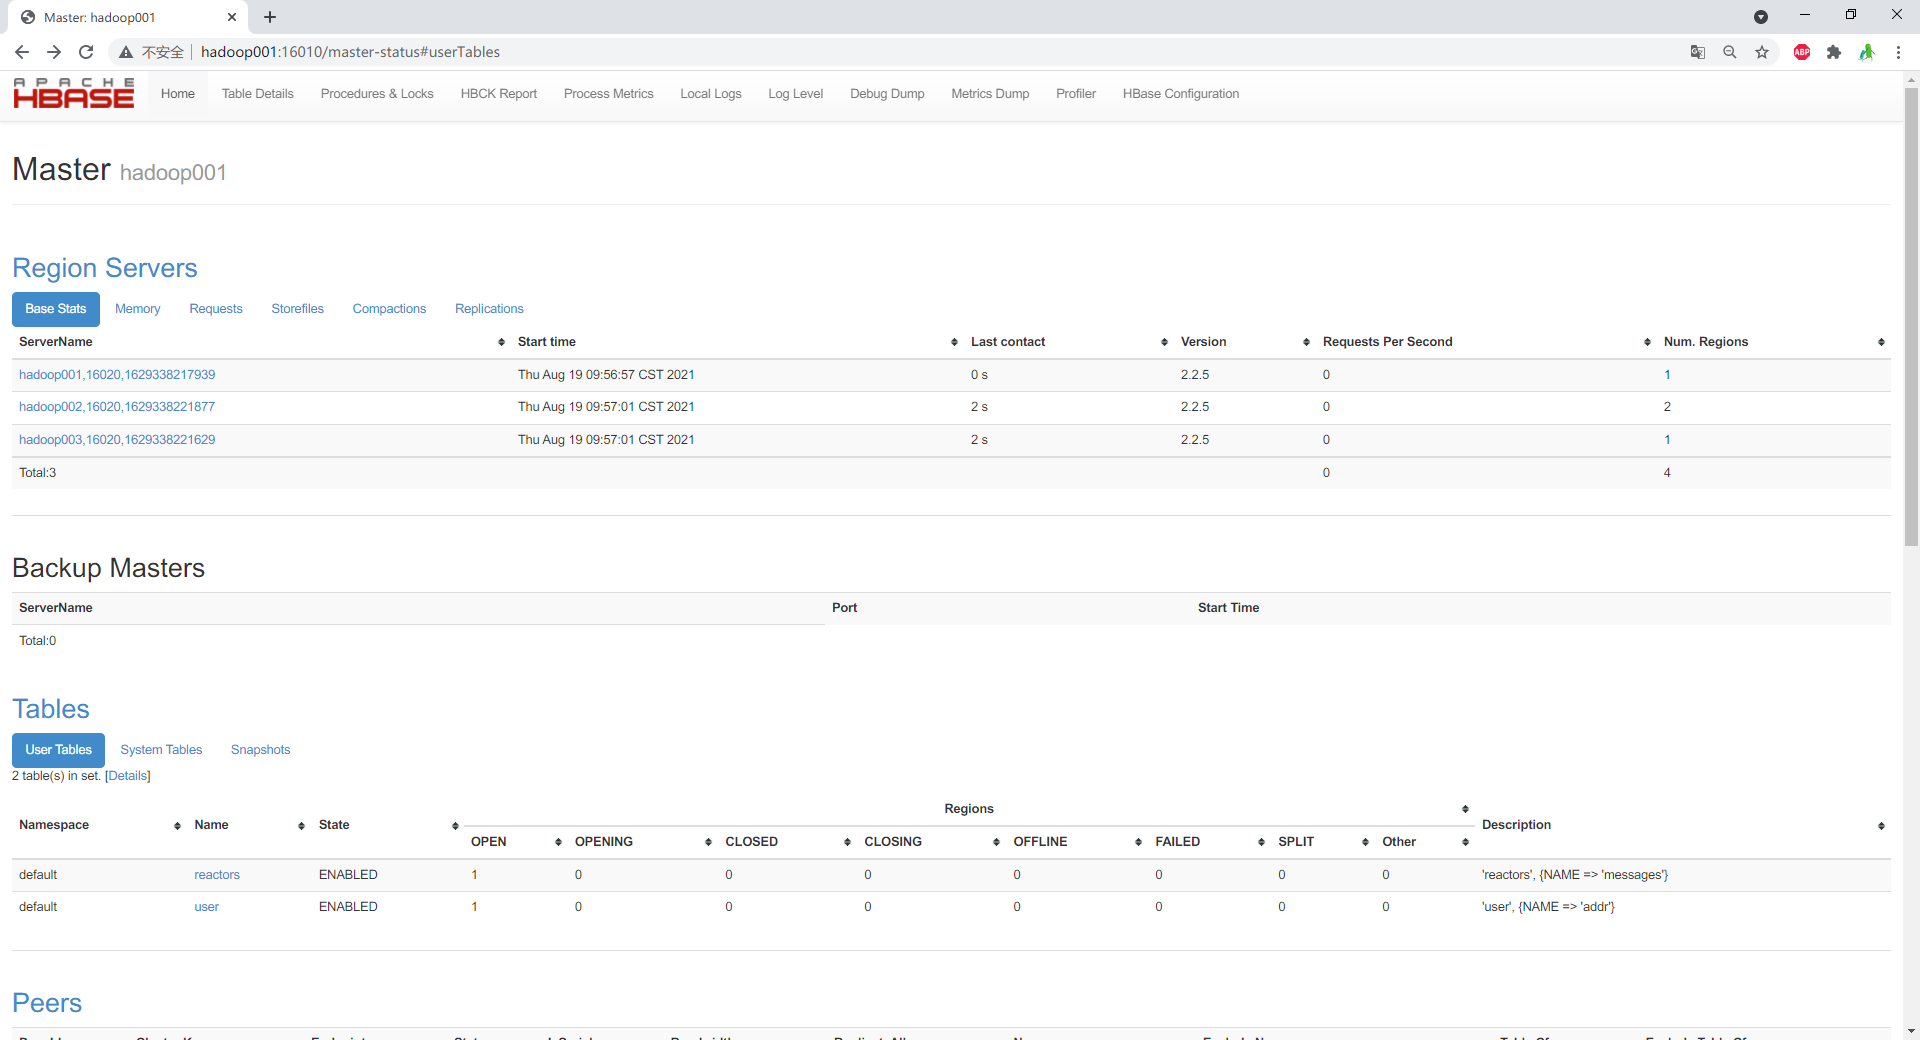 Master: hadoop001
不安全 hadoop001:16010/master-status#userTables
ABP
APACHE
HBASE
Home Table Details Procedures & Locks HBCK Report Process Metrics Local Logs Log Level Debug Dump Metrics Dump Profiler HBase Configuration
Master hadoop001
Region Servers
Base Stats Memory Requests Storefiles Compactions Replications
ServerName Start time Last contact Version Requests Per Second Num. Regions
hadoop001,16020,1629338217939 Thu Aug 19 09:56:57 CST 2021 0 s 2.2.5 0 1
hadoop002,16020,1629338221877 Thu Aug 19 09:57:01 CST 2021 2 s 2.2.5 0 2
hadoop003,16020,1629338221629 Thu Aug 19 09:57:01 CST 2021 2 s 2.2.5 0 1
Total:3 0 4
Backup Masters
ServerName Port Start Time
Total:0
Tables
User Tables System Tables Snapshots
2 table(s) in set. [Details]
Regions
Namespace Name State Description
OPEN OPENING CLOSED CLOSING OFFLINE FAILED SPLIT Other
default reactors ENABLED 1 0 0 0 0 0 0 0 'reactors', {NAME => 'messages'}
default user ENABLED 1 0 0 0 0 0 0 0 'user', {NAME => 'addr'}
Peers